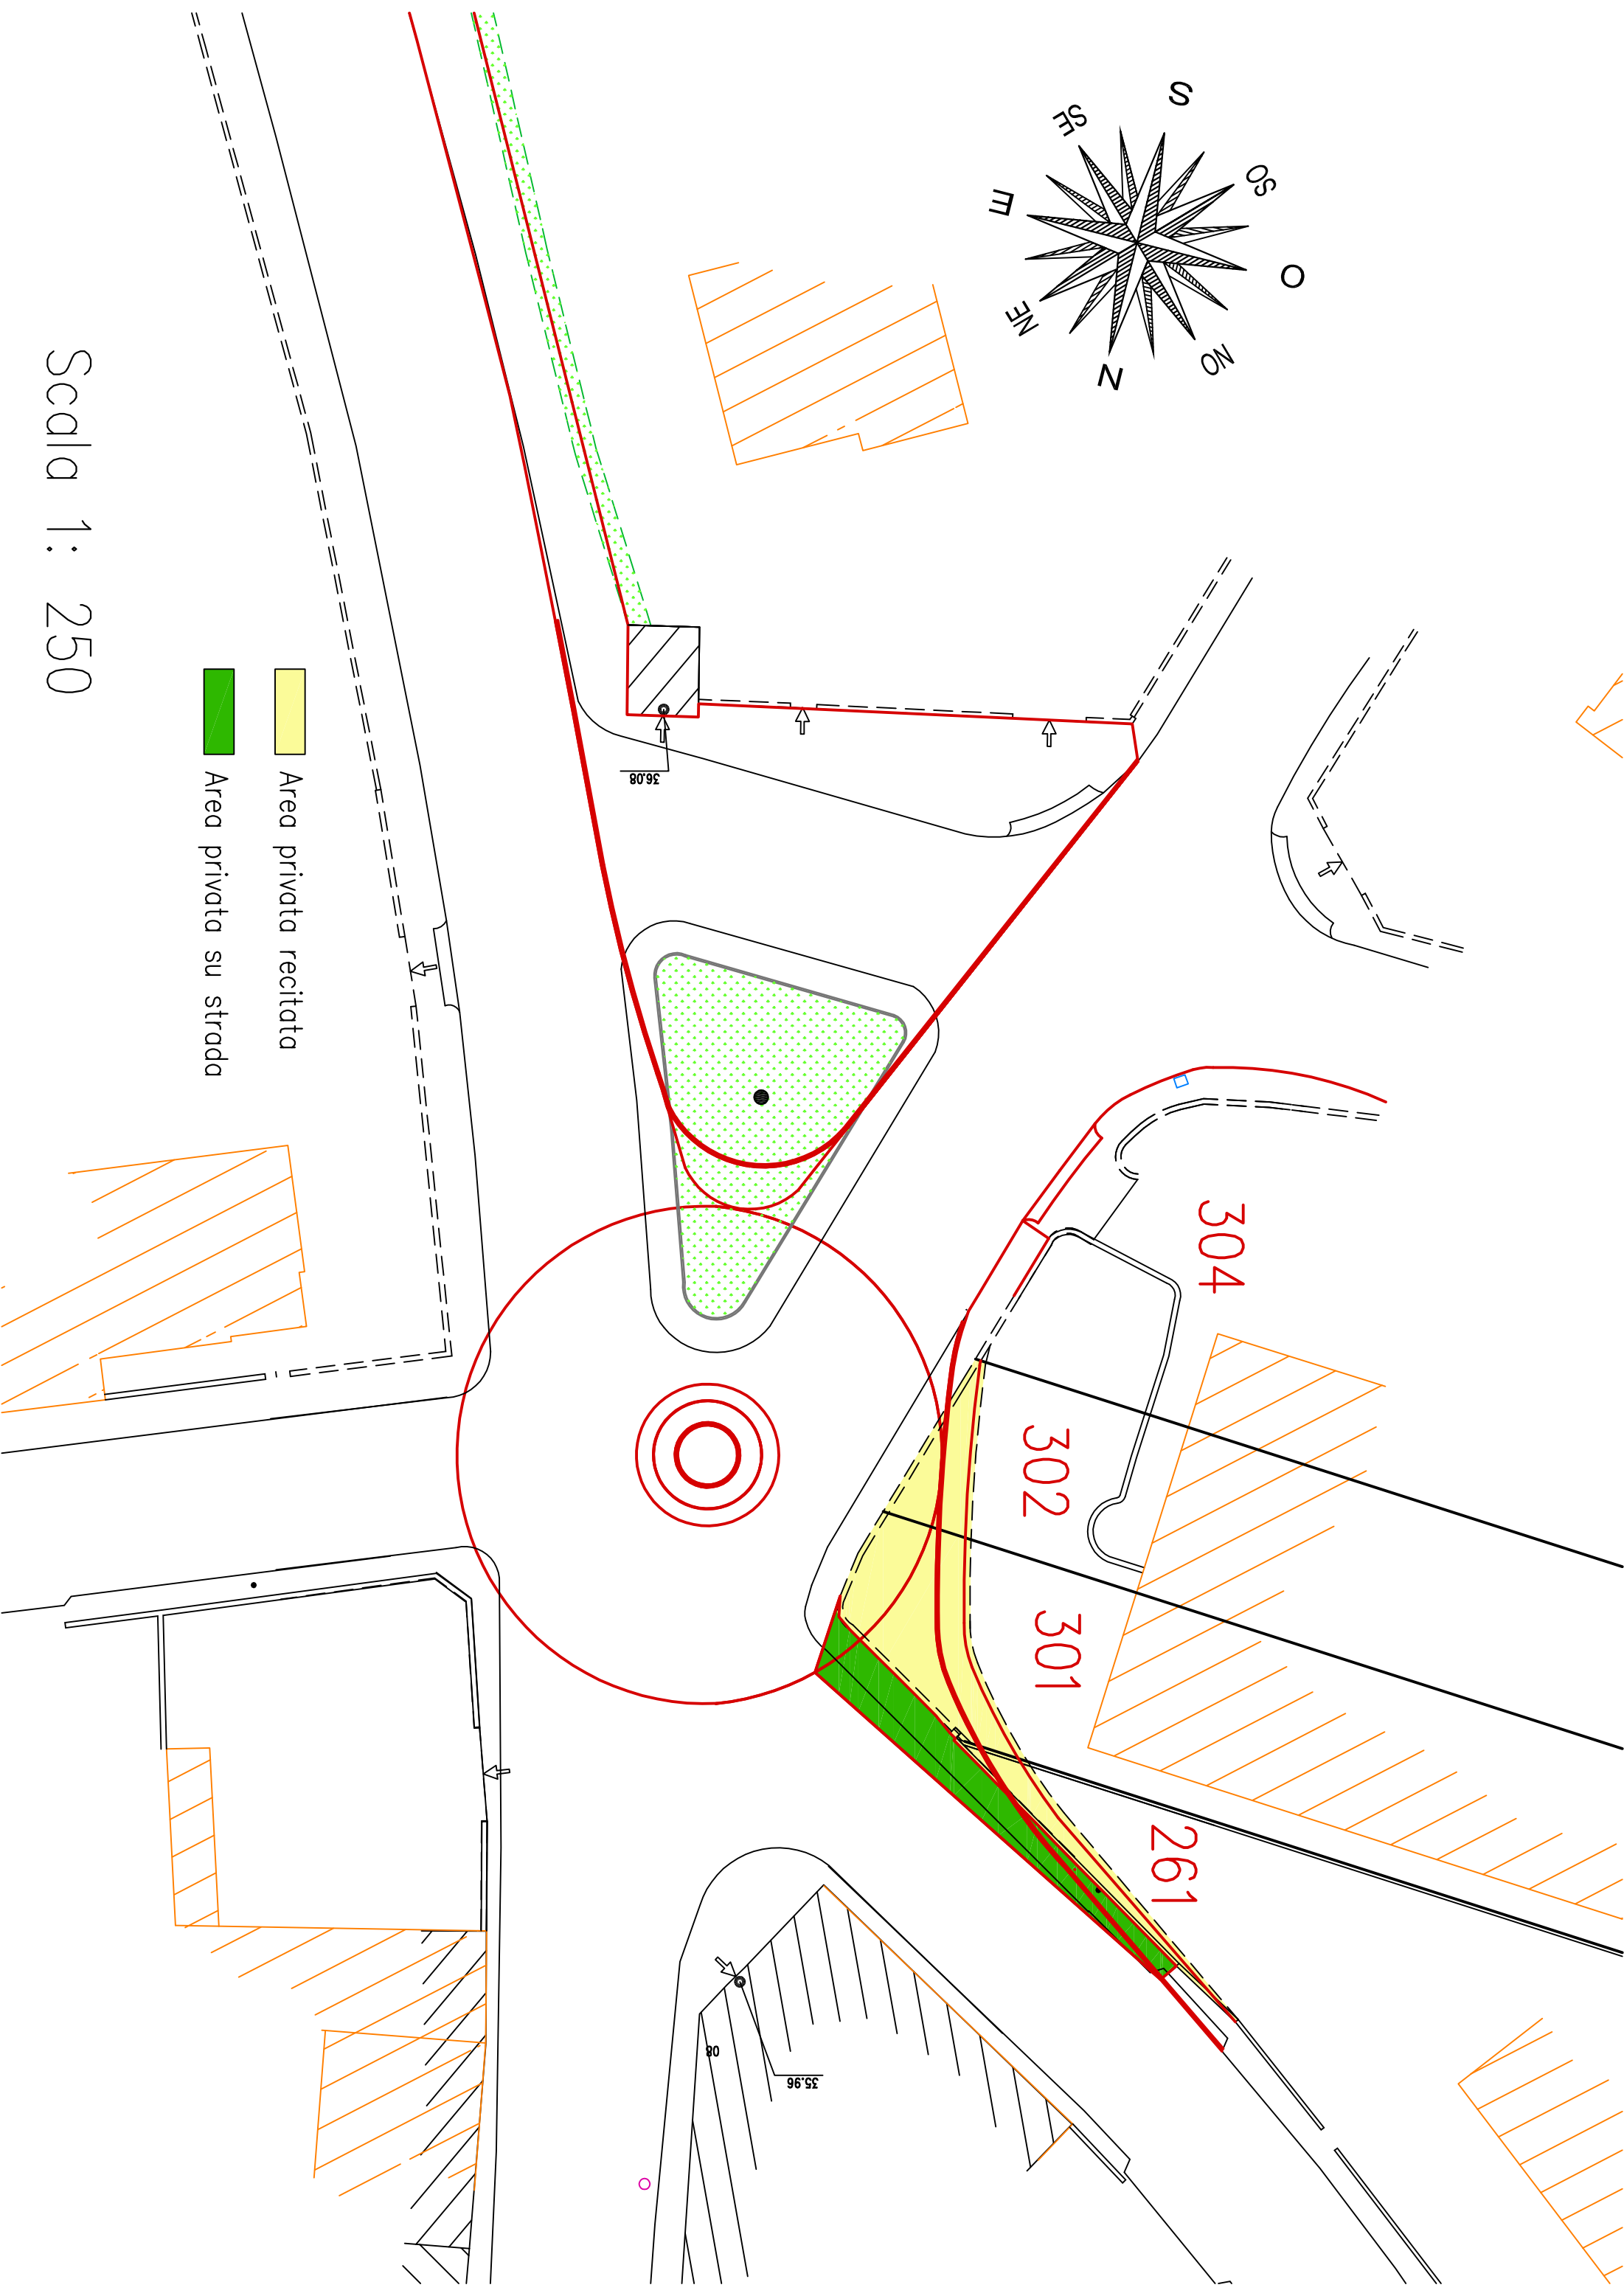 S
SE
SO
E
O
NE
NO
N
36.08
304
302
301
261
Area privata recitata
Area privata su strada
Scala 1: 250
08
35.96